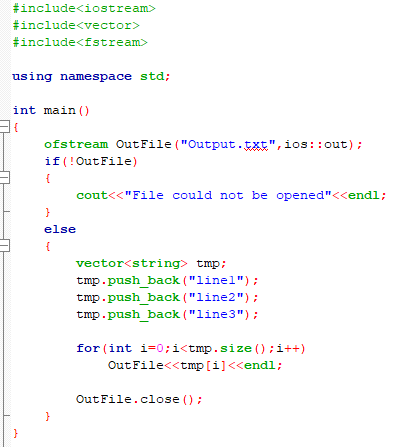 #include<iostream>
#include<vector>
#include<fstream>
using namespace std;
int main()
{
ofstream OutFile("Output.txt",ios::out);
if(!OutFile)
{
cout<<"File could not be opened"<<endl;
}
else
{
vector<string> tmp;
tmp.push_back("line1");
tmp.push_back("line2");
tmp.push_back("line3");
for(int i=0;i<tmp.size();i++)
OutFile<<tmp[i]<<endl;
OutFile.close();
}
}